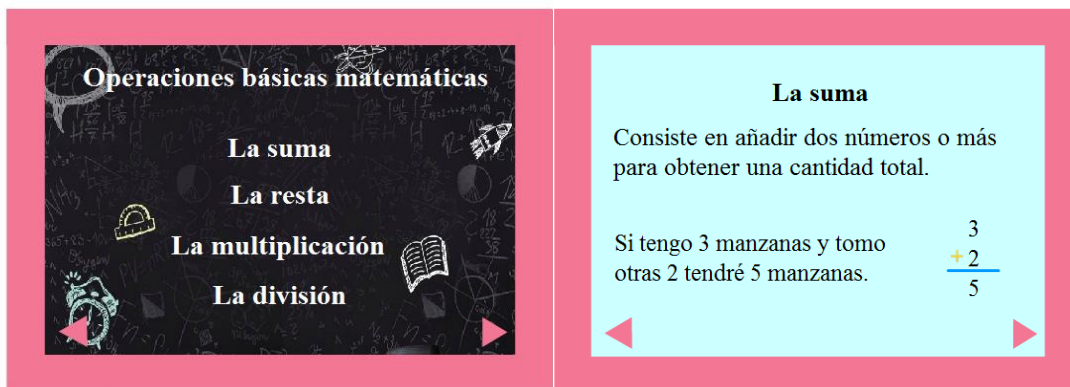 Operaciones básicas matemáticas
La suma
La resta
La multiplicación
La división
La suma
Consiste en añadir dos números o más
para obtener una cantidad total.
Si tengo 3 manzanas y tomo
otras 2 tendré 5 manzanas.
3
+ 2
5